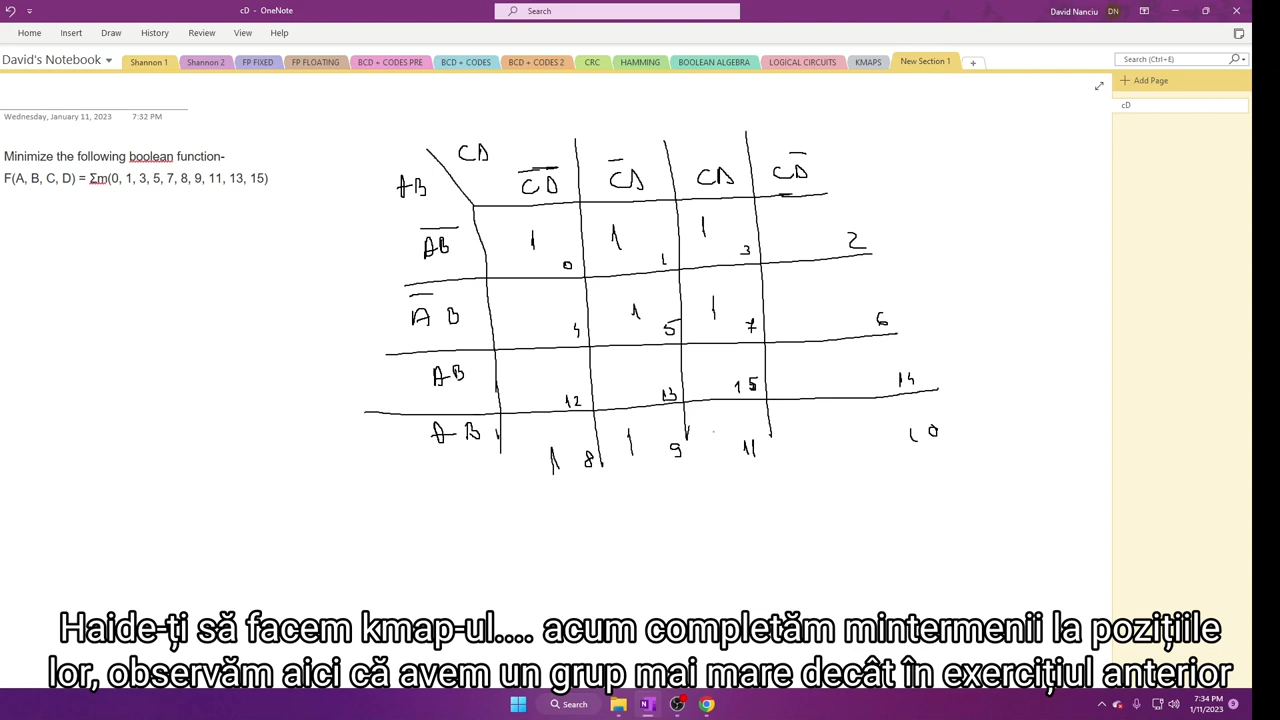 cD - OneNote
Search
David Nanciu
DN
Home Insert Draw History Review View Help
David's Notebook
Shannon 1 Shannon 2 FP FIXED FP FLOATING BCD + CODES PRE BCD + CODES BCD + CODES 2 CRC HAMMING BOOLEAN ALGEBRA LOGICAL CIRCUITS KMAPS New Section 1
Search (Ctrl+E)
Add Page
cD
Wednesday, January 11, 2023 7:32 PM
Minimize the following boolean function-
F(A, B, C, D) = Σm(0, 1, 3, 5, 7, 8, 9, 11, 13, 15)
CD
AB
C̅D̅ C̅D CD CD̅
A̅B̅ 1 0 1 1 1 3 2
A̅ B 4 1 5 1 7 6
AB 12 13 15 14
A B 1 8 1 9 11 10
Haide-ți să facem kmap-ul.... acum completăm mintermenii la pozițiile
lor, observăm aici că avem un grup mai mare decât în exercițiul anterior
Search
7:34 PM
1/11/2023